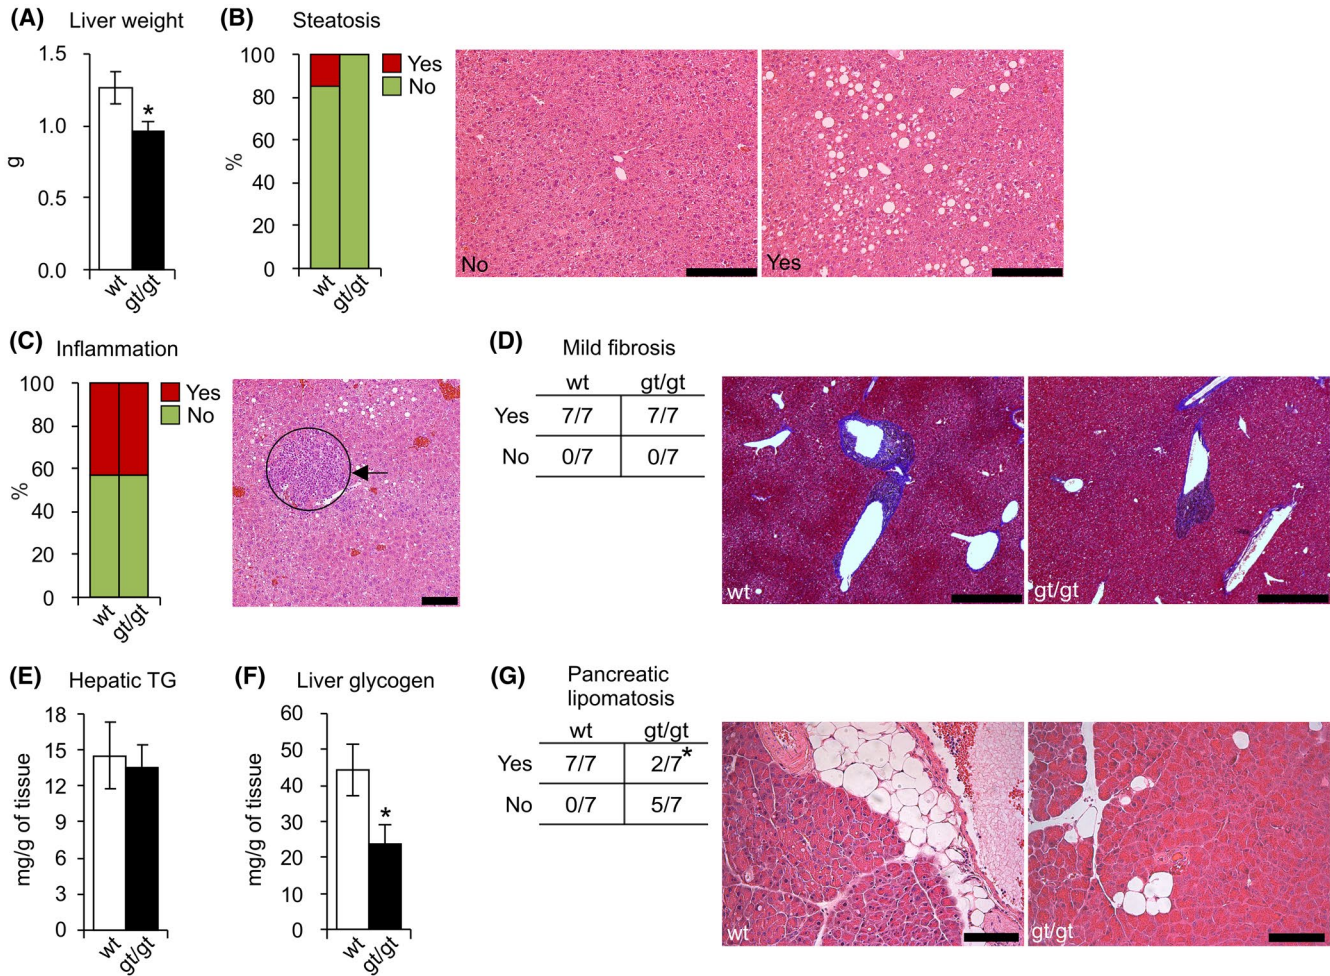 (A) Liver weight
1.5
1.0
0.5
0.0
g
*
wt
gt/gt
(B) Steatosis
100
80
60
40
20
0
%
Yes
No
wt
gt/gt
No
Yes
(C) Inflammation
100
80
60
40
20
0
%
Yes
No
wt
gt/gt
(D) Mild fibrosis
wt gt/gt
Yes 7/7 7/7
No 0/7 0/7
wt
gt/gt
(E) Hepatic TG
18
15
12
9
6
3
0
mg/g of tissue
wt
gt/gt
(F) Liver glycogen
60
50
40
30
20
10
0
mg/g of tissue
*
wt
gt/gt
(G) Pancreatic
lipomatosis
wt gt/gt
Yes 7/7 2/7*
No 0/7 5/7
wt
gt/gt